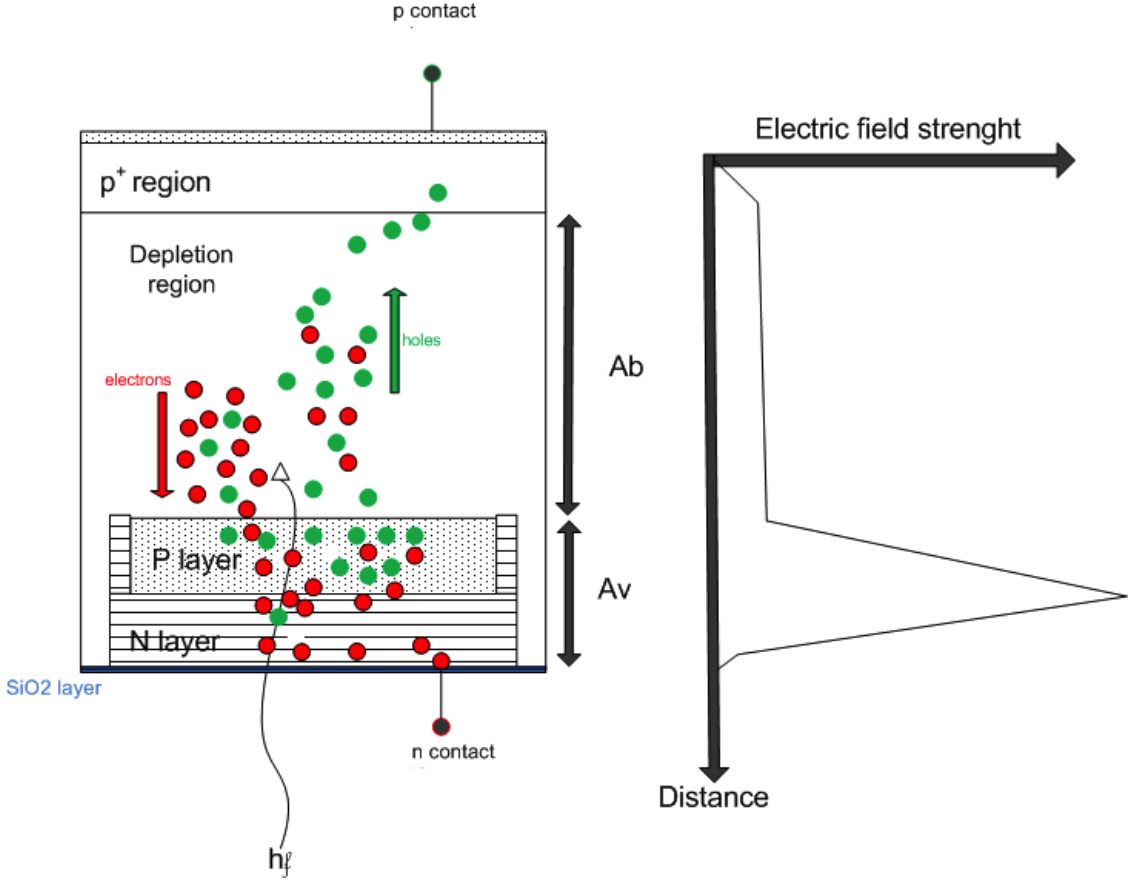 p contact
Electric field strenght
p+ region
Depletion
region
holes
electrons
Ab
P layer
Av
N layer
SiO2 layer
n contact
Distance
hf